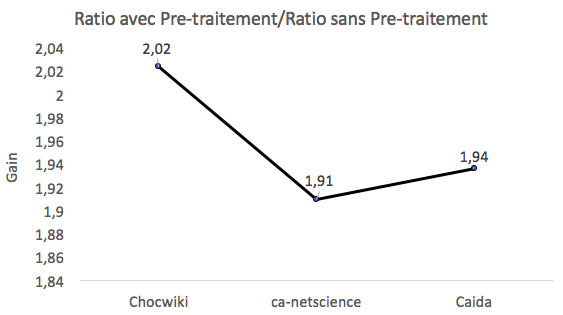 Ratio avec Pre-traitement/Ratio sans Pre-traitement
2,04
2,02
2
1,98
1,96
1,94
1,92
1,9
1,88
1,86
1,84
Gain
2,02
1,91
1,94
Chocwiki
ca-netscience
Caida